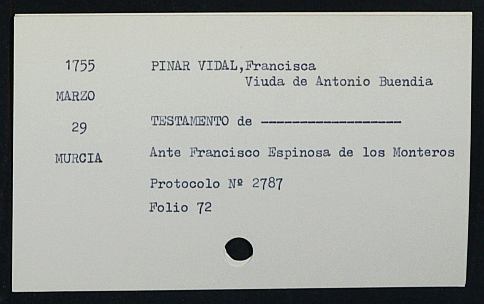 1755 PINAR VIDAL,Francisca
Viuda de Antonio Buendia
MARZO
29 TESTAMENTO de ------------------
MURCIA Ante Francisco Espinosa de los Monteros
Protocolo Nº 2787
Folio 72